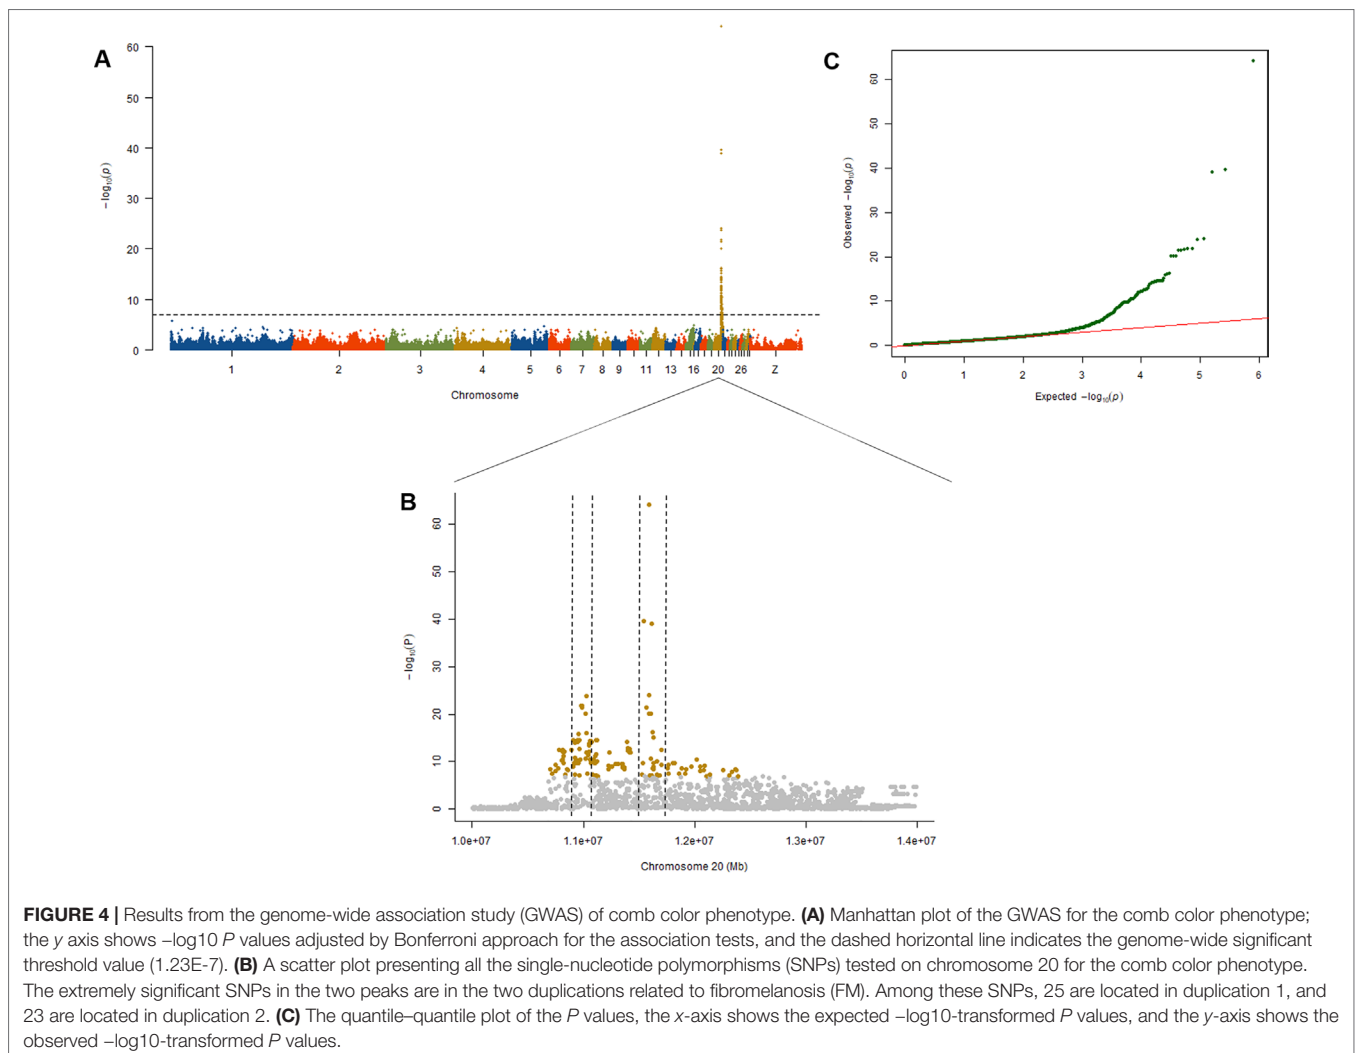 A
60
50
40
30
20
10
0
−log10(p)
1 2 3 4 5 6 7 8 9 11 13 16 20 26 Z
Chromosome
C
60
50
40
30
20
10
0
Observed −log10(p)
0 1 2 3 4 5 6
Expected −log10(p)
B
60
50
40
30
20
10
0
−log10(P)
1.0e+07 1.1e+07 1.2e+07 1.3e+07 1.4e+07
Chromosome 20 (Mb)
FIGURE 4 | Results from the genome-wide association study (GWAS) of comb color phenotype. (A) Manhattan plot of the GWAS for the comb color phenotype;
the y axis shows −log10 P values adjusted by Bonferroni approach for the association tests, and the dashed horizontal line indicates the genome-wide significant
threshold value (1.23E-7). (B) A scatter plot presenting all the single-nucleotide polymorphisms (SNPs) tested on chromosome 20 for the comb color phenotype.
The extremely significant SNPs in the two peaks are in the two duplications related to fibromelanosis (FM). Among these SNPs, 25 are located in duplication 1, and
23 are located in duplication 2. (C) The quantile–quantile plot of the P values, the x-axis shows the expected −log10-transformed P values, and the y-axis shows the
observed −log10-transformed P values.